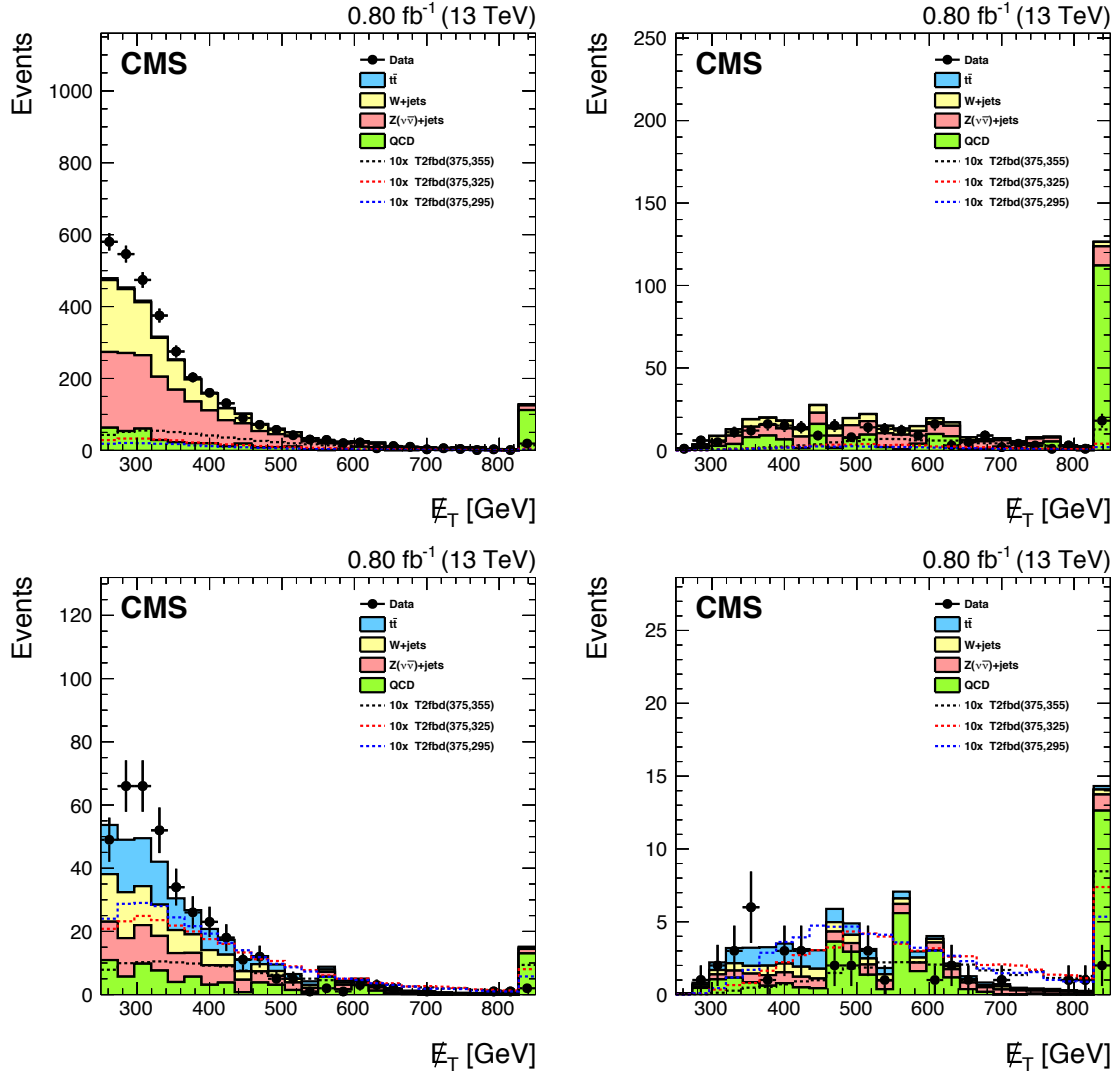 0.80 fb⁻¹ (13 TeV)
Events
CMS
Data
tt̄
W+jets
Z(νν̄)+jets
QCD
10x T2fbd(375,355)
10x T2fbd(375,325)
10x T2fbd(375,295)
1000
800
600
400
200
0
300 400 500 600 700 800
E̸_T [GeV]
0.80 fb⁻¹ (13 TeV)
Events
CMS
Data
tt̄
W+jets
Z(νν̄)+jets
QCD
10x T2fbd(375,355)
10x T2fbd(375,325)
10x T2fbd(375,295)
250
200
150
100
50
0
300 400 500 600 700 800
E̸_T [GeV]
0.80 fb⁻¹ (13 TeV)
Events
CMS
Data
tt̄
W+jets
Z(νν̄)+jets
QCD
10x T2fbd(375,355)
10x T2fbd(375,325)
10x T2fbd(375,295)
120
100
80
60
40
20
0
300 400 500 600 700 800
E̸_T [GeV]
0.80 fb⁻¹ (13 TeV)
Events
CMS
Data
tt̄
W+jets
Z(νν̄)+jets
QCD
10x T2fbd(375,355)
10x T2fbd(375,325)
10x T2fbd(375,295)
25
20
15
10
5
0
300 400 500 600 700 800
E̸_T [GeV]